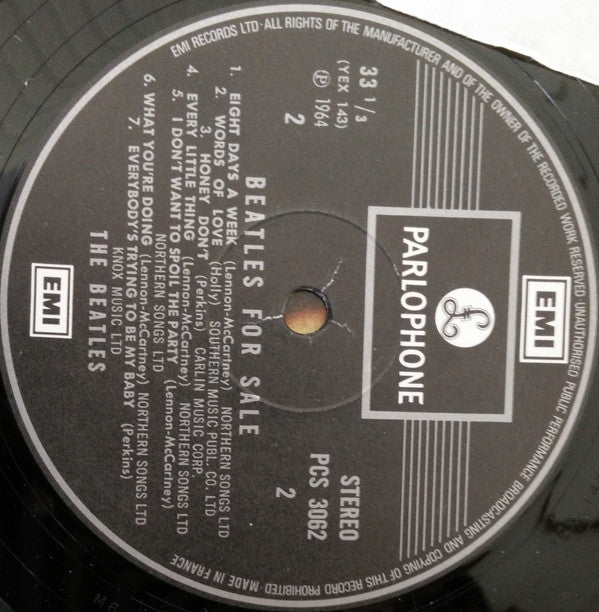 EMI RECORDS LTD · ALL RIGHTS OF THE MANUFACTURER AND OF THE OWNER OF THE RECORDED WORK RESERVED UNAUTHORISED PUBLIC PERFORMANCE BROADCASTING AND COPYING OF THIS RECORD PROHIBITED · MADE IN FRANCE
EMI
£
PARLOPHONE
33 1/3
(YEX 143)
℗ 1964
2
STEREO
PCS 3062
2
BEATLES FOR SALE
1. EIGHT DAYS A WEEK (Lennon-McCartney) NORTHERN SONGS LTD
2. WORDS OF LOVE (Holly) SOUTHERN MUSIC PUBL. CO. LTD
3. HONEY DON'T (Perkins) CARLIN MUSIC CORP.
4. EVERY LITTLE THING (Lennon-McCartney) NORTHERN SONGS LTD
5. I DON'T WANT TO SPOIL THE PARTY (Lennon-McCartney)
NORTHERN SONGS LTD
6. WHAT YOU'RE DOING (Lennon-McCartney) NORTHERN SONGS LTD
7. EVERYBODY'S TRYING TO BE MY BABY (Perkins)
KNOX MUSIC LTD
THE BEATLES
EMI